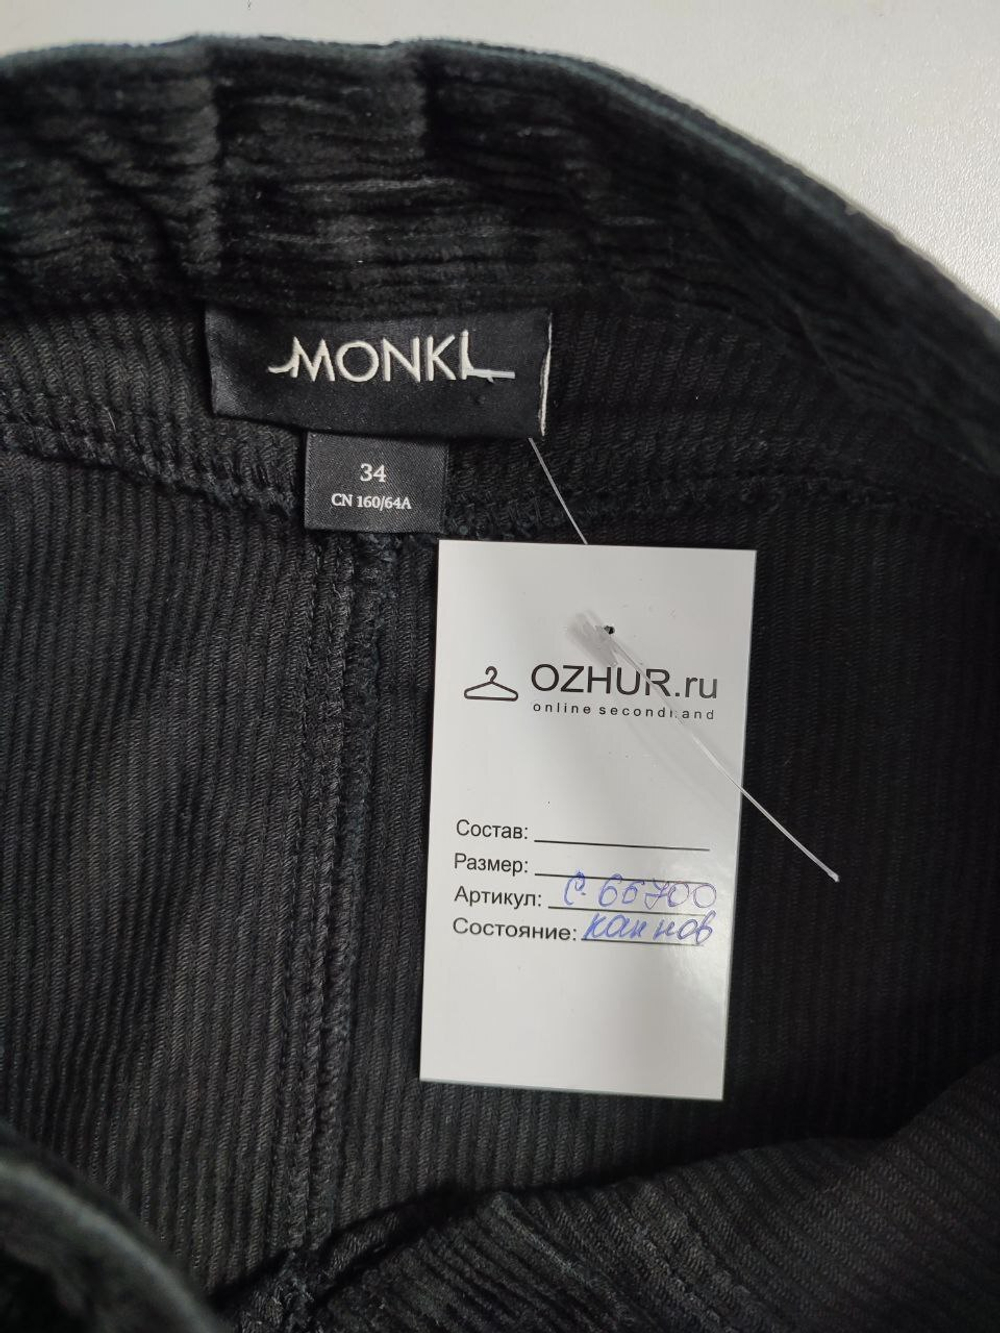 MONKI
34
CN 160/64A
OZHUR.ru
online secondhand
Состав:
Размер:
Артикул: С. 66700
Состояние: как нов